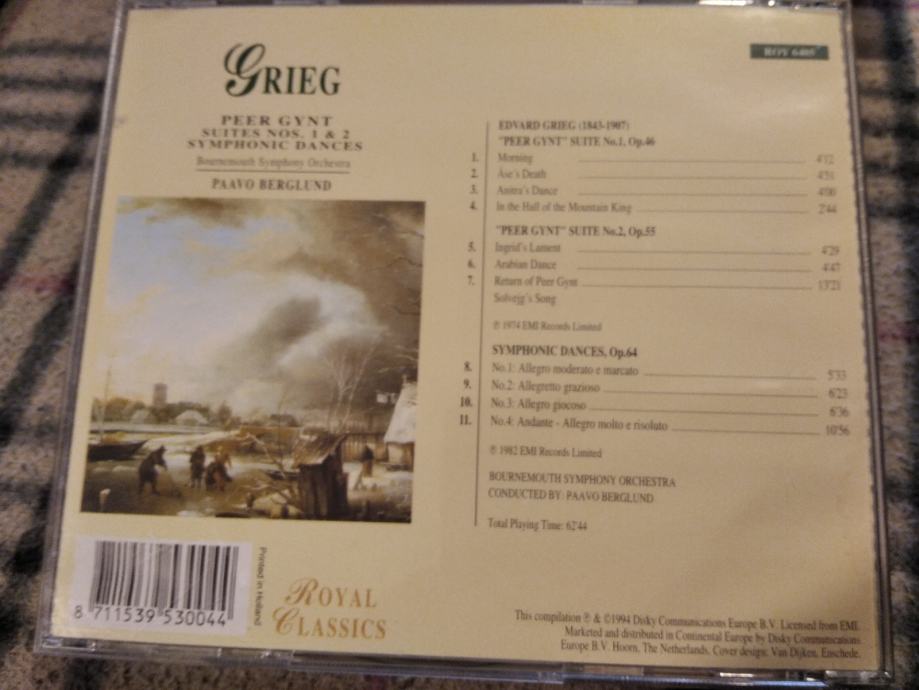 GRIEG
PEER GYNT
SUITES NOS. 1 & 2
SYMPHONIC DANCES
Bournemouth Symphony Orchestra
PAAVO BERGLUND
ROY 6405
EDVARD GRIEG (1843-1907)
"PEER GYNT" SUITE No.1, Op.46
1. Morning 4'12
2. Åse's Death 4'51
3. Anitra's Dance 4'00
4. In the Hall of the Mountain King 2'44
"PEER GYNT" SUITE No.2, Op.55
5. Ingrid's Lament 4'29
6. Arabian Dance 4'47
7. Return of Peer Gynt 13'21
Solvejg's Song
℗ 1974 EMI Records Limited
SYMPHONIC DANCES, Op.64
8. No.1: Allegro moderato e marcato 5'33
9. No.2: Allegretto grazioso 6'23
10. No.3: Allegro giocoso 6'36
11. No.4: Andante - Allegro molto e risoluto 10'56
℗ 1982 EMI Records Limited
BOURNEMOUTH SYMPHONY ORCHESTRA
CONDUCTED BY: PAAVO BERGLUND
Total Playing Time: 62'44
8 711539 530044
Printed in Holland
ROYAL
CLASSICS
This compilation ℗ & ©1994 Disky Communications Europe B.V. Licensed from EMI.
Marketed and distributed in Continental Europe by Disky Communications
Europe B.V. Hoorn, The Netherlands. Cover design: Van Dijken, Enschede.